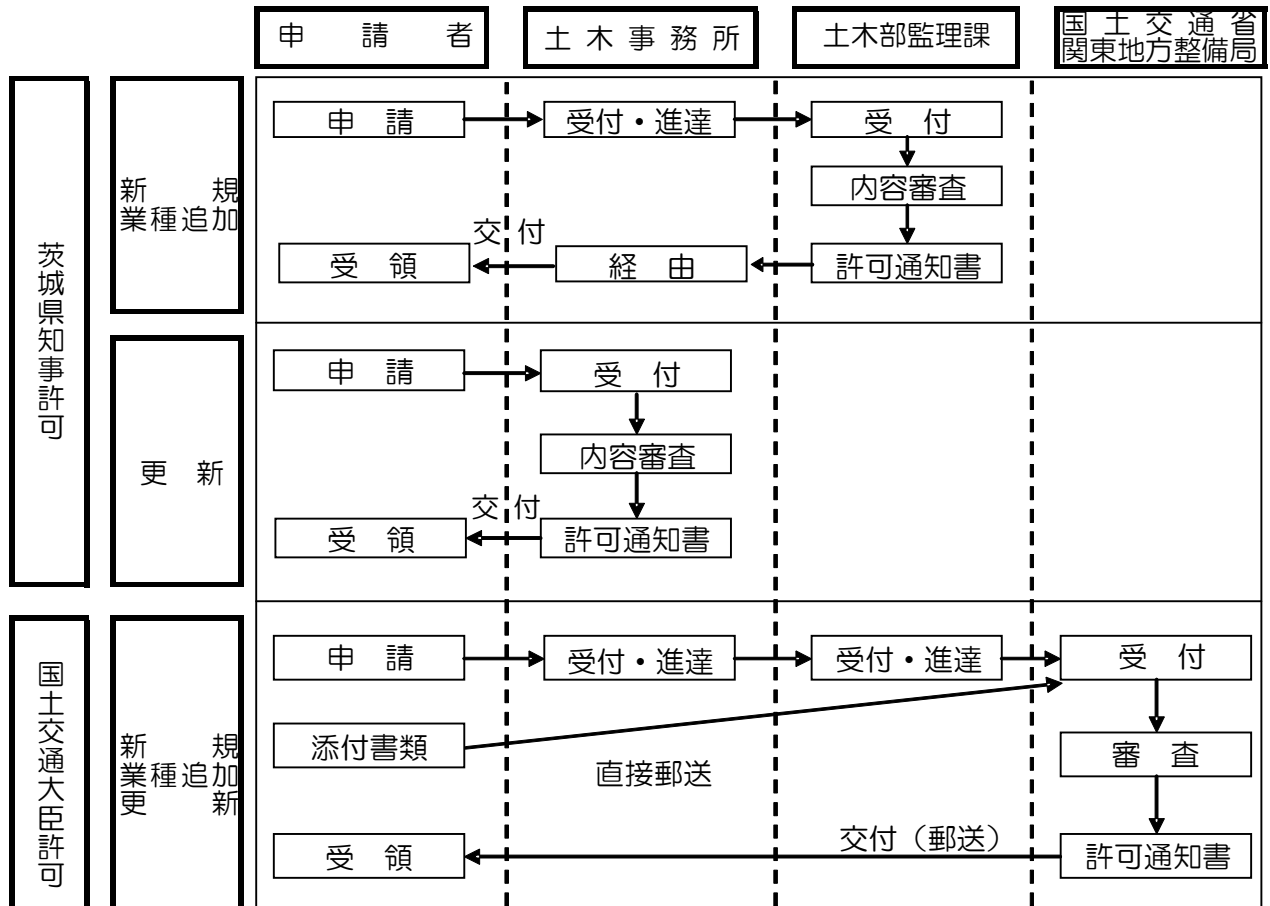 申請者
土木事務所
土木部監理課
国土交通省
関東地方整備局
茨城県知事許可
新規
業種追加
申請
受付・進達
受付
内容審査
交付
受領
経由
許可通知書
更新
申請
受付
内容審査
交付
受領
許可通知書
国土交通大臣許可
新規
業種追加
更新
申請
受付・進達
受付・進達
受付
添付書類
直接郵送
審査
交付（郵送）
受領
許可通知書